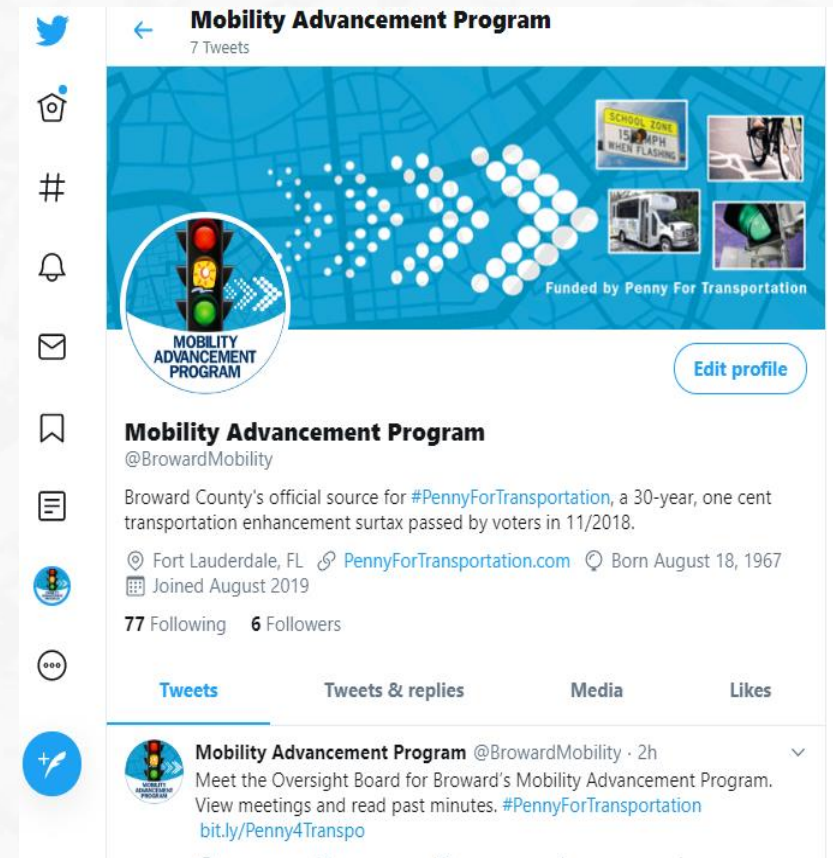 Mobility Advancement Program
7 Tweets
SCHOOL ZONE
15 MPH
WHEN FLASHING
Funded by Penny For Transportation
MOBILITY
ADVANCEMENT
PROGRAM
Edit profile
Mobility Advancement Program
@BrowardMobility
Broward County's official source for #PennyForTransportation, a 30-year, one cent
transportation enhancement surtax passed by voters in 11/2018.
Fort Lauderdale, FL PennyForTransportation.com Born August 18, 1967
Joined August 2019
77 Following 6 Followers
Tweets Tweets & replies Media Likes
Mobility Advancement Program @BrowardMobility · 2h
MOBILITY
ADVANCEMENT
PROGRAM
Meet the Oversight Board for Broward's Mobility Advancement Program.
View meetings and read past minutes. #PennyForTransportation
bit.ly/Penny4Transpo